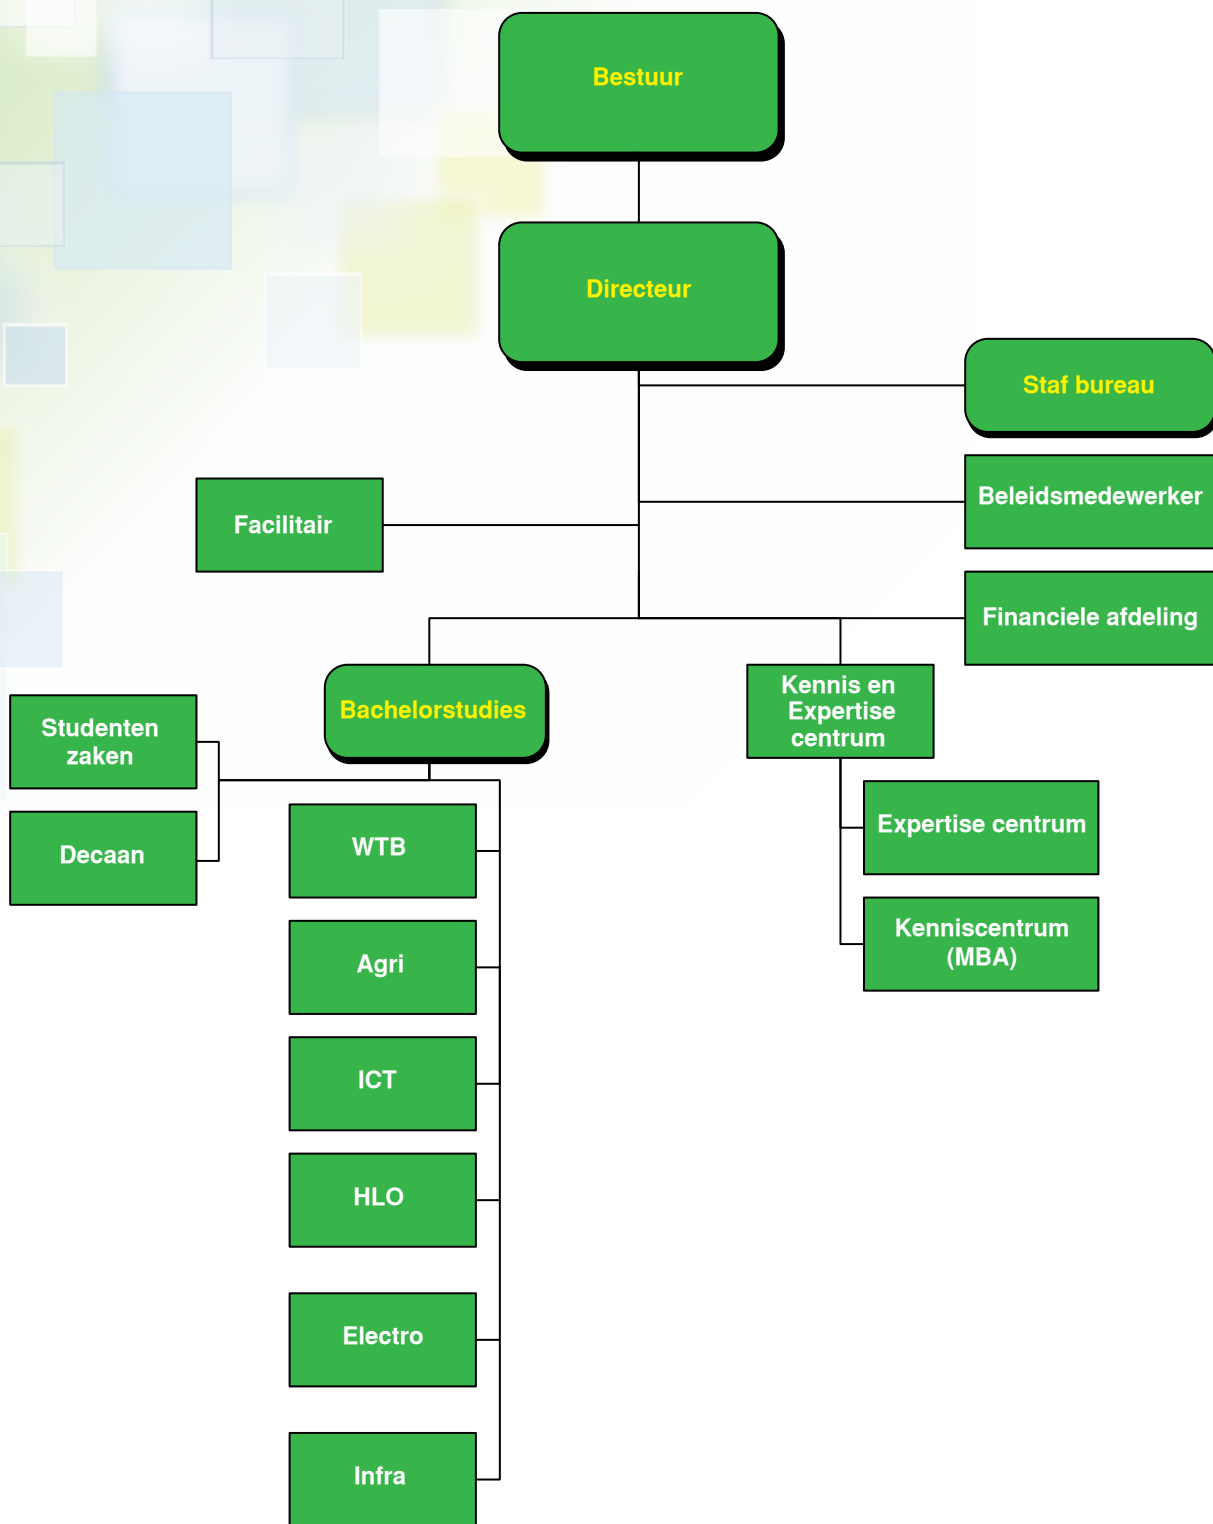 Bestuur
Directeur
Staf bureau
Beleidsmedewerker
Facilitair
Financiele afdeling
Bachelorstudies
Kennis en
Expertise
centrum
Studenten
zaken
Decaan
WTB
Expertise centrum
Agri
Kenniscentrum
(MBA)
ICT
HLO
Electro
Infra